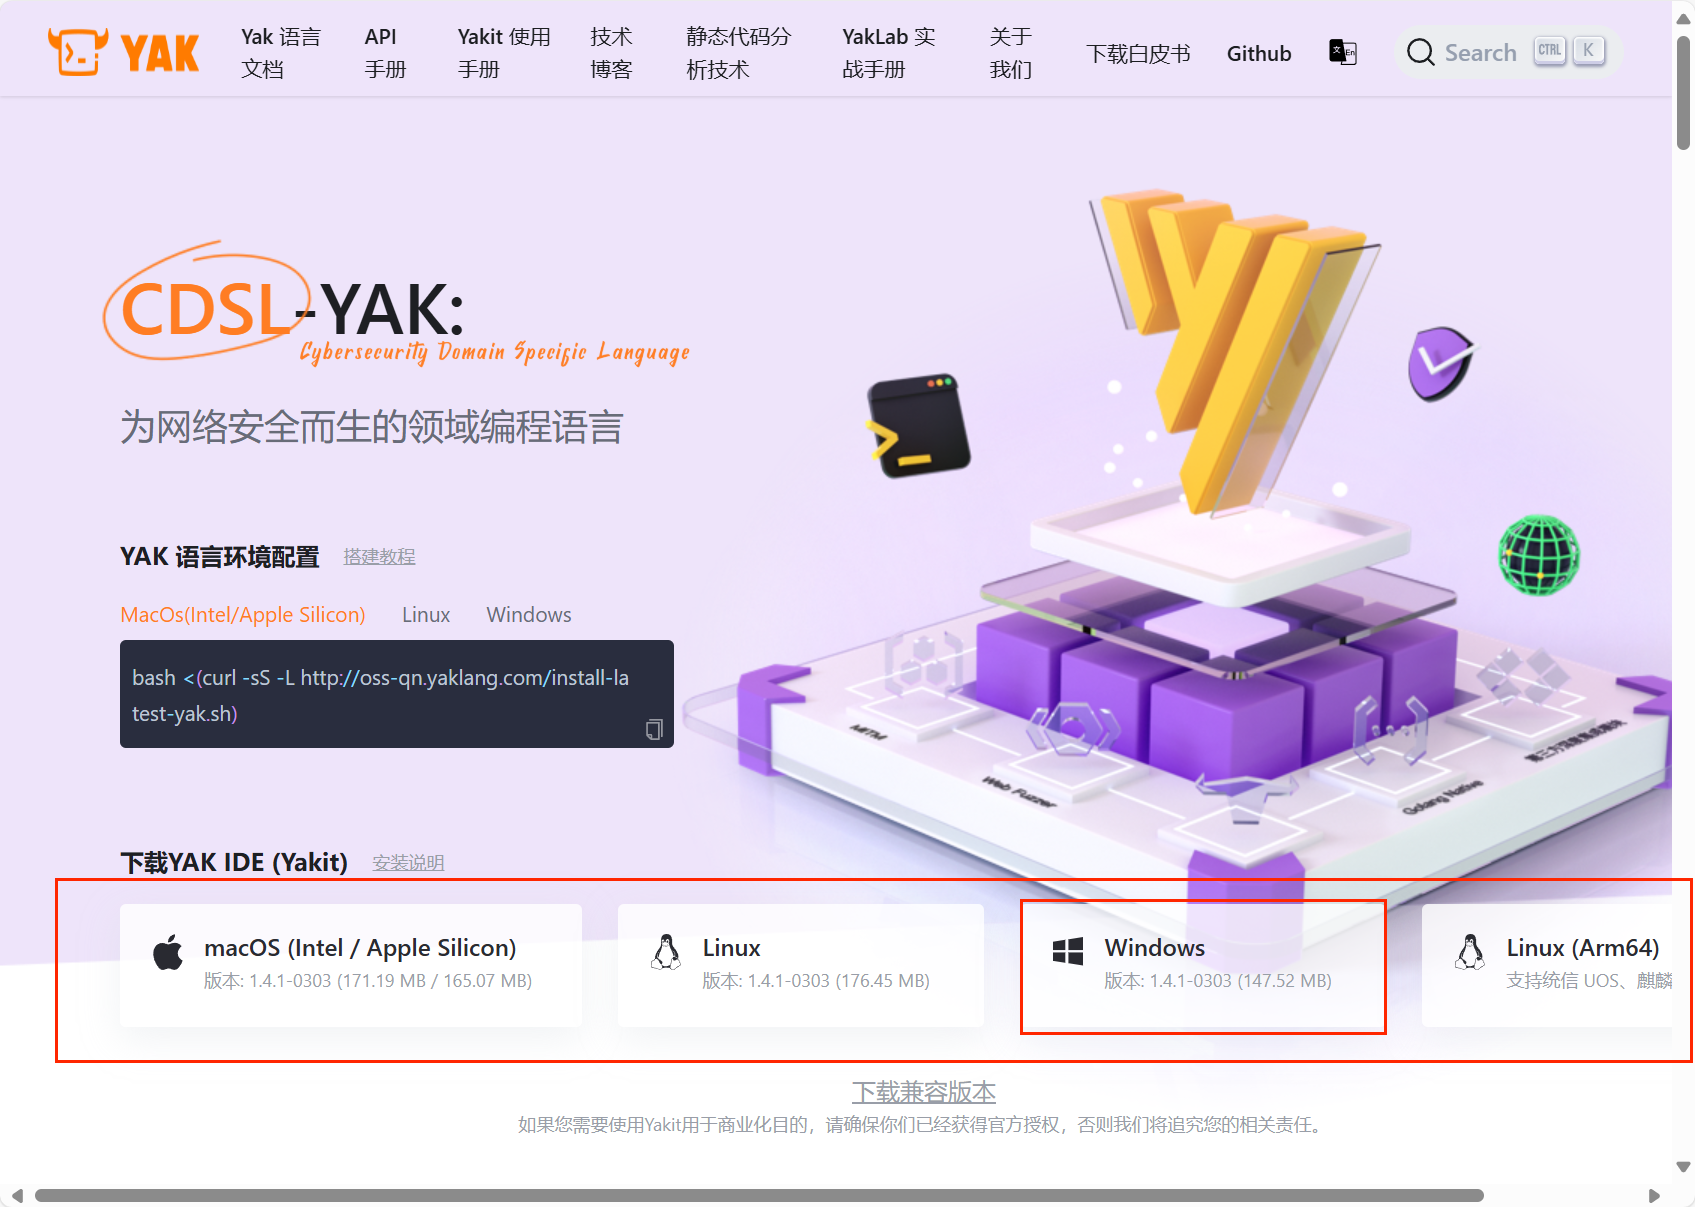 YAK
Yak 语言
文档
API
手册
Yakit 使用
手册
技术
博客
静态代码分
析技术
YakLab 实
战手册
关于
我们
下载白皮书
Github
文 En
Search
CTRL K
CDSL-YAK:
Cybersecurity Domain Specific Language
为网络安全而生的领域编程语言
YAK 语言环境配置 搭建教程
MacOs(Intel/Apple Silicon) Linux Windows
bash <(curl -sS -L http://oss-qn.yaklang.com/install-la
test-yak.sh)
MITM
Web Fuzzer
Golang Native
下载YAK IDE (Yakit) 安装说明
macOS (Intel / Apple Silicon)
版本: 1.4.1-0303 (171.19 MB / 165.07 MB)
Linux
版本: 1.4.1-0303 (176.45 MB)
Windows
版本: 1.4.1-0303 (147.52 MB)
Linux (Arm64)
支持统信 UOS、麒麟
下载兼容版本
如果您需要使用Yakit用于商业化目的，请确保你们已经获得官方授权，否则我们将追究您的相关责任。